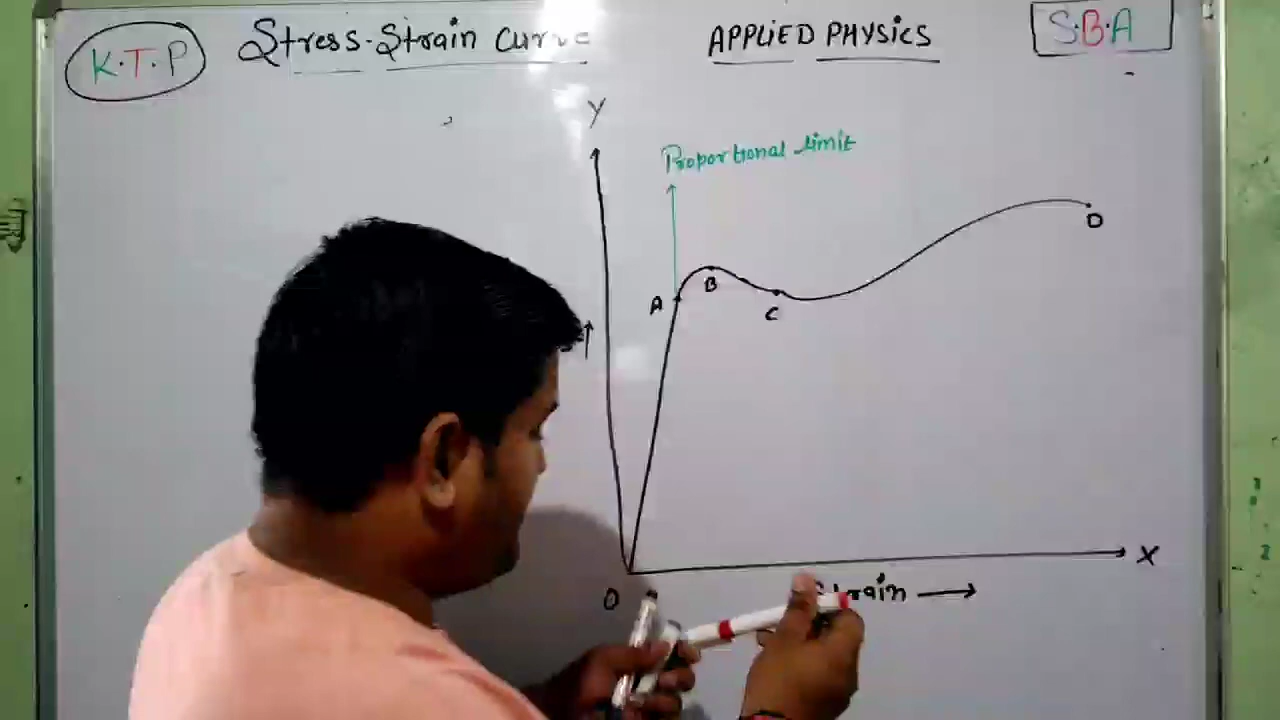 K.T.P
Stress-Strain Curve
APPLIED PHYSICS
S.B.A
Y
Proportional limit
A
B
C
D
O
X
Strain